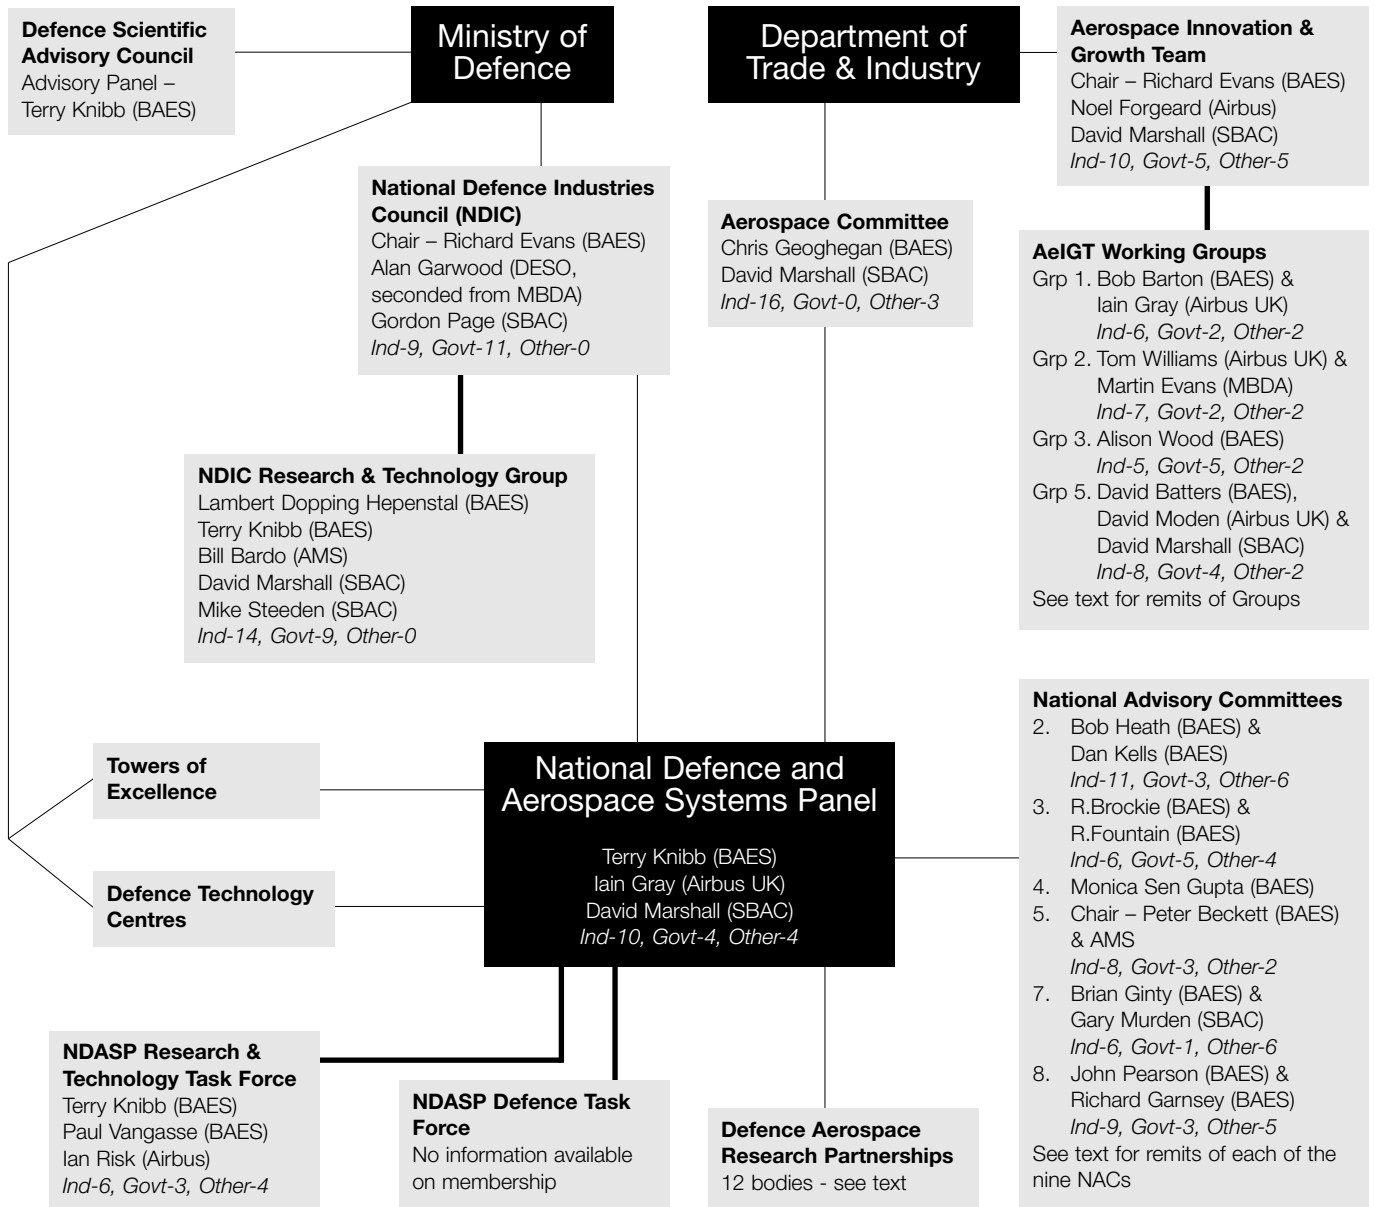 Defence Scientific
Advisory Council
Advisory Panel –
Terry Knibb (BAES)
Ministry of
Defence
Department of
Trade & Industry
Aerospace Innovation &
Growth Team
Chair – Richard Evans (BAES)
Noel Forgeard (Airbus)
David Marshall (SBAC)
Ind-10, Govt-5, Other-5
National Defence Industries
Council (NDIC)
Chair – Richard Evans (BAES)
Alan Garwood (DESO,
seconded from MBDA)
Gordon Page (SBAC)
Ind-9, Govt-11, Other-0
Aerospace Committee
Chris Geoghegan (BAES)
David Marshall (SBAC)
Ind-16, Govt-0, Other-3
AeIGT Working Groups
Grp 1. Bob Barton (BAES) &
Iain Gray (Airbus UK)
Ind-6, Govt-2, Other-2
Grp 2. Tom Williams (Airbus UK) &
Martin Evans (MBDA)
Ind-7, Govt-2, Other-2
Grp 3. Alison Wood (BAES)
Ind-5, Govt-5, Other-2
Grp 5. David Batters (BAES),
David Moden (Airbus UK) &
David Marshall (SBAC)
Ind-8, Govt-4, Other-2
See text for remits of Groups
NDIC Research & Technology Group
Lambert Dopping Hepenstal (BAES)
Terry Knibb (BAES)
Bill Bardo (AMS)
David Marshall (SBAC)
Mike Steeden (SBAC)
Ind-14, Govt-9, Other-0
Towers of
Excellence
Defence Technology
Centres
National Defence and
Aerospace Systems Panel
Terry Knibb (BAES)
Iain Gray (Airbus UK)
David Marshall (SBAC)
Ind-10, Govt-4, Other-4
National Advisory Committees
2. Bob Heath (BAES) &
Dan Kells (BAES)
Ind-11, Govt-3, Other-6
3. R.Brockie (BAES) &
R.Fountain (BAES)
Ind-6, Govt-5, Other-4
4. Monica Sen Gupta (BAES)
5. Chair – Peter Beckett (BAES)
& AMS
Ind-8, Govt-3, Other-2
7. Brian Ginty (BAES) &
Gary Murden (SBAC)
Ind-6, Govt-1, Other-6
8. John Pearson (BAES) &
Richard Garnsey (BAES)
Ind-9, Govt-3, Other-5
See text for remits of each of the
nine NACs
NDASP Research &
Technology Task Force
Terry Knibb (BAES)
Paul Vangasse (BAES)
Ian Risk (Airbus)
Ind-6, Govt-3, Other-4
NDASP Defence Task
Force
No information available
on membership
Defence Aerospace
Research Partnerships
12 bodies - see text